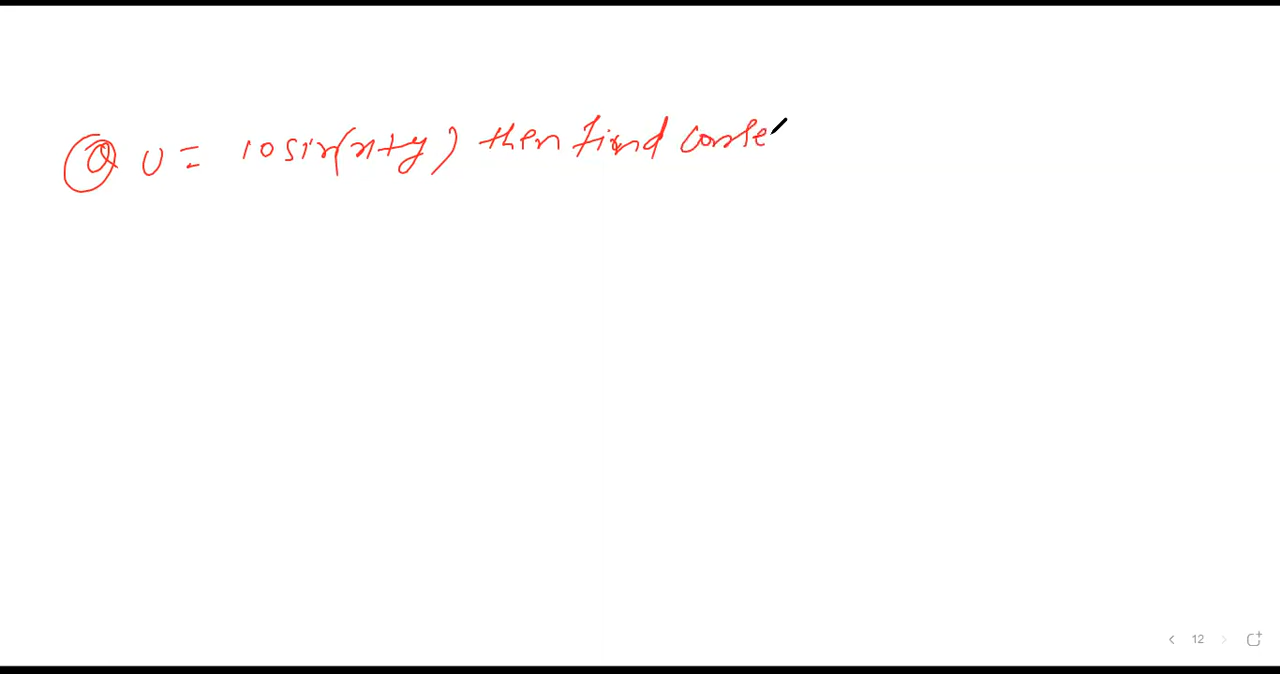 Q U = 10 sin(x+y) then find
12